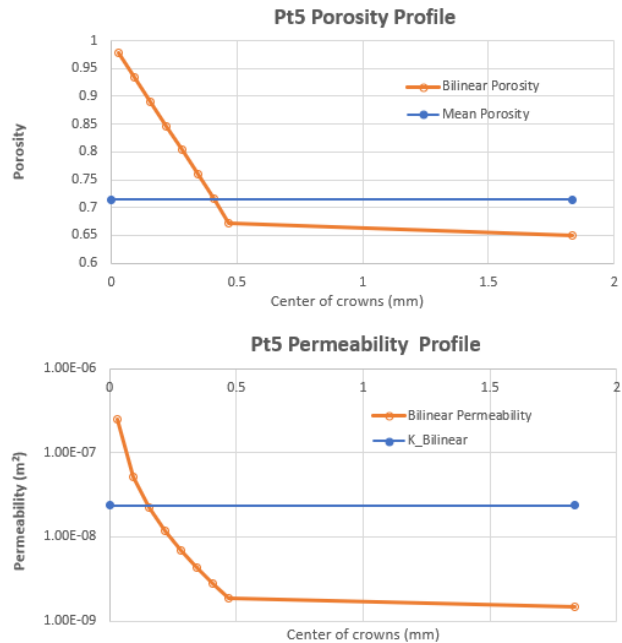 Pt5 Porosity Profile
1
0.95
0.9
0.85
0.8
0.75
0.7
0.65
0.6
Porosity
Bilinear Porosity
Mean Porosity
0
0.5
1
1.5
2
Center of crowns (mm)
Pt5 Permeability  Profile
1.00E-06
0
0.5
1
1.5
2
Bilinear Permeability
K_Bilinear
1.00E-07
1.00E-08
1.00E-09
Permeability (m²)
Center of crowns (mm)